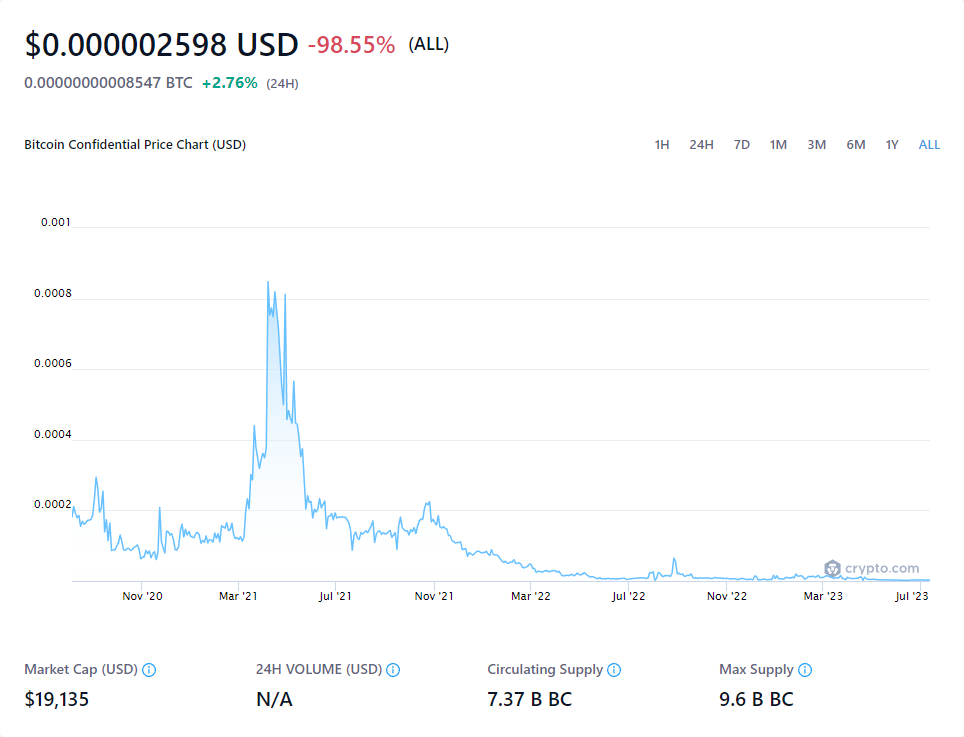 $0.000002598 USD -98.55% (ALL)
0.00000000008547 BTC +2.76% (24H)
Bitcoin Confidential Price Chart (USD) 1H 24H 7D 1M 3M 6M 1Y ALL
0.001
0.0008
0.0006
0.0004
0.0002
crypto.com
Nov '20 Mar '21 Jul '21 Nov '21 Mar '22 Jul '22 Nov '22 Mar '23 Jul '23
Market Cap (USD) 24H VOLUME (USD) Circulating Supply Max Supply
$19,135 N/A 7.37 B BC 9.6 B BC